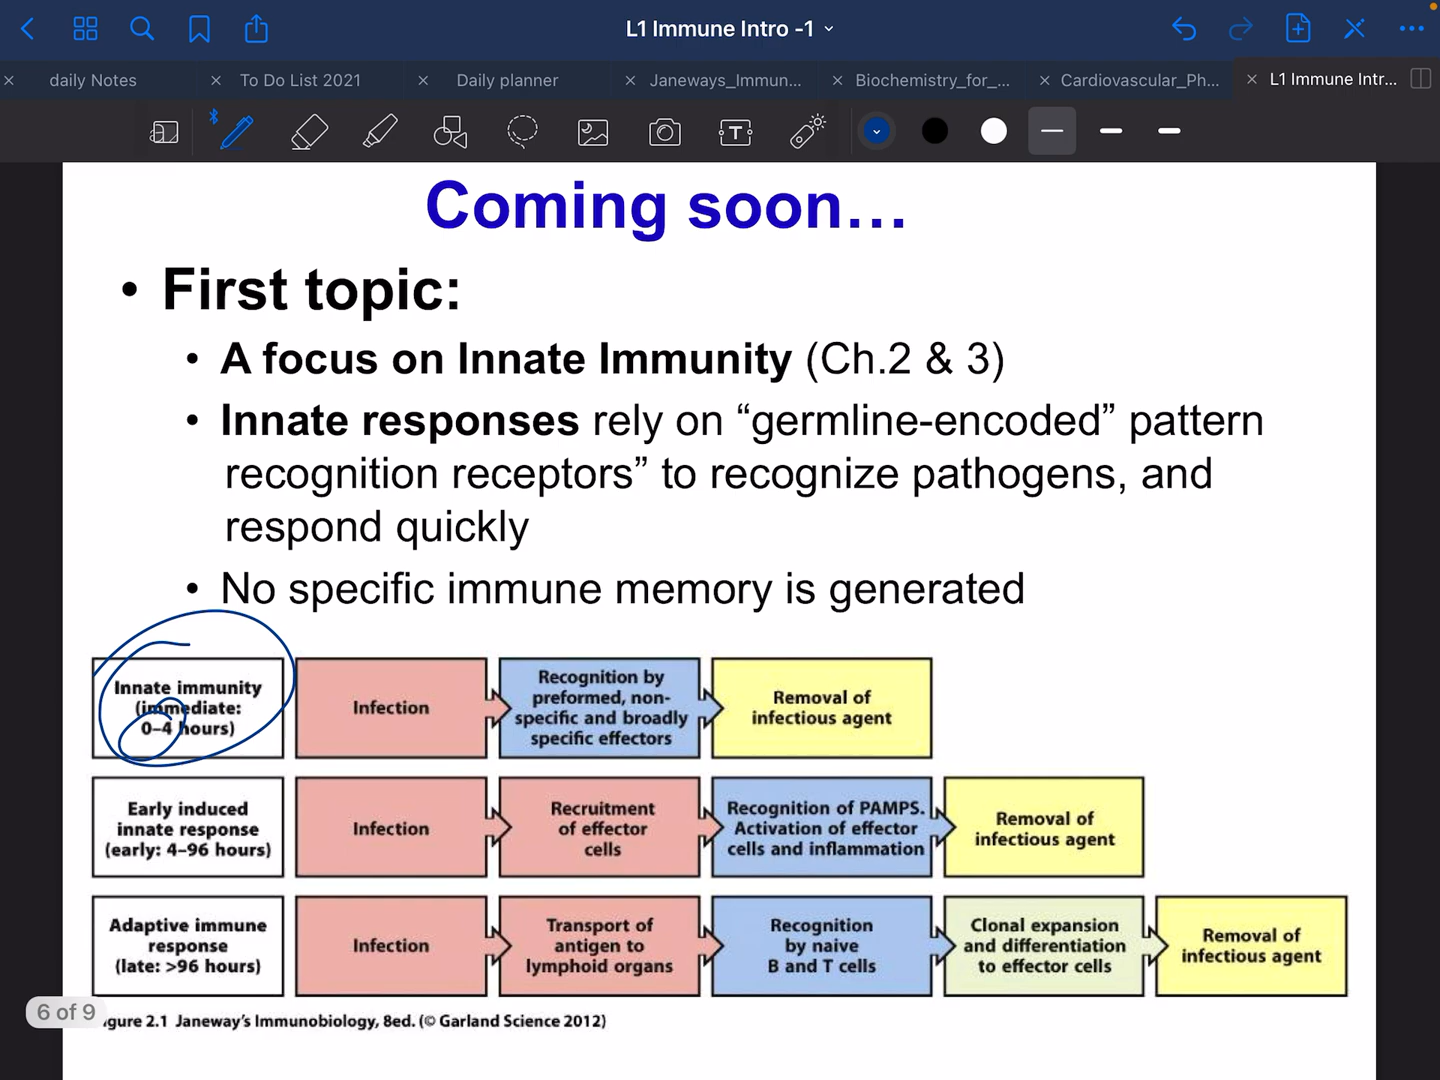 L1 Immune Intro -1
daily Notes
To Do List 2021
Daily planner
Janeways_Immun...
Biochemistry_for_...
Cardiovascular_Ph...
L1 Immune Intr...
Coming soon…
• First topic:
• A focus on Innate Immunity (Ch.2 & 3)
• Innate responses rely on “germline-encoded” pattern
recognition receptors” to recognize pathogens, and
respond quickly
• No specific immune memory is generated
Innate immunity
(immediate:
0–4 hours)
Infection
Recognition by
preformed, non-
specific and broadly
specific effectors
Removal of
infectious agent
Early induced
innate response
(early: 4–96 hours)
Infection
Recruitment
of effector
cells
Recognition of PAMPS.
Activation of effector
cells and inflammation
Removal of
infectious agent
Adaptive immune
response
(late: >96 hours)
Infection
Transport of
antigen to
lymphoid organs
Recognition
by naive
B and T cells
Clonal expansion
and differentiation
to effector cells
Removal of
infectious agent
6 of 9
igure 2.1 Janeway’s Immunobiology, 8ed. (© Garland Science 2012)